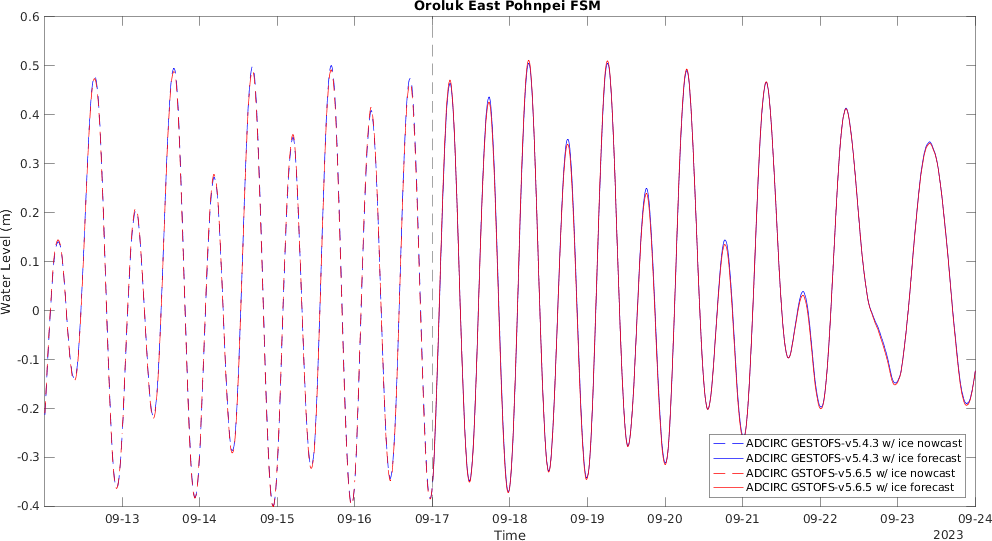 Oroluk East Pohnpei FSM
0.6
0.5
0.4
0.3
0.2
0.1
0
-0.1
-0.2
-0.3
-0.4
Water Level (m)
ADCIRC GESTOFS-v5.4.3 w/ ice nowcast
ADCIRC GESTOFS-v5.4.3 w/ ice forecast
ADCIRC GSTOFS-v5.6.5 w/ ice nowcast
ADCIRC GSTOFS-v5.6.5 w/ ice forecast
09-13 09-14 09-15 09-16 09-17 09-18 09-19 09-20 09-21 09-22 09-23 09-24
Time
2023